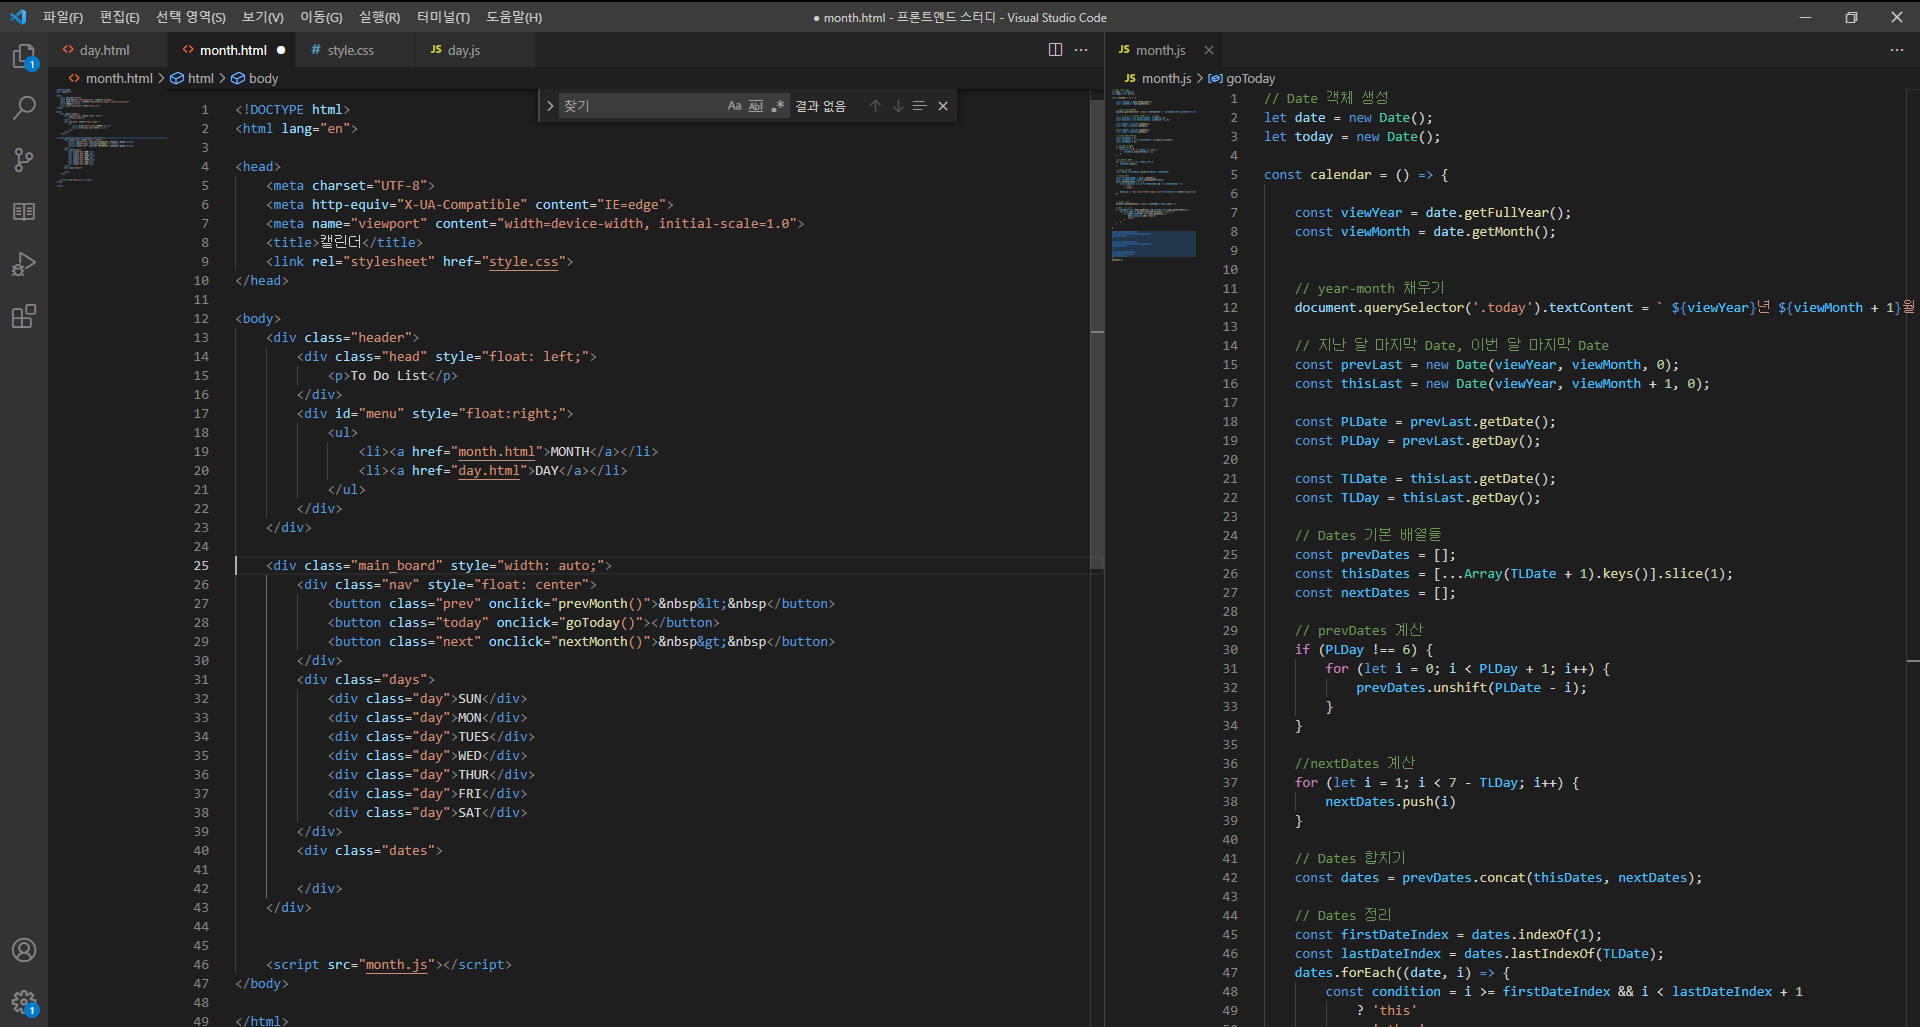 파일(F) 편집(E) 선택 영역(S) 보기(V) 이동(G) 실행(R) 터미널(T) 도움말(H)
● month.html - 프론트엔드 스터디 - Visual Studio Code
day.html month.html style.css day.js
month.html > html > body
찾기 결과 없음
1 <!DOCTYPE html>
2 <html lang="en">
3
4 <head>
5 <meta charset="UTF-8">
6 <meta http-equiv="X-UA-Compatible" content="IE=edge">
7 <meta name="viewport" content="width=device-width, initial-scale=1.0">
8 <title>캘린더</title>
9 <link rel="stylesheet" href="style.css">
10 </head>
11
12 <body>
13 <div class="header">
14 <div class="head" style="float: left;">
15 <p>To Do List</p>
16 </div>
17 <div id="menu" style="float:right;">
18 <ul>
19 <li><a href="month.html">MONTH</a></li>
20 <li><a href="day.html">DAY</a></li>
21 </ul>
22 </div>
23 </div>
24
25 <div class="main_board" style="width: auto;">
26 <div class="nav" style="float: center">
27 <button class="prev" onclick="prevMonth()">&nbsp&lt;&nbsp</button>
28 <button class="today" onclick="goToday()"></button>
29 <button class="next" onclick="nextMonth()">&nbsp&gt;&nbsp</button>
30 </div>
31 <div class="days">
32 <div class="day">SUN</div>
33 <div class="day">MON</div>
34 <div class="day">TUES</div>
35 <div class="day">WED</div>
36 <div class="day">THUR</div>
37 <div class="day">FRI</div>
38 <div class="day">SAT</div>
39 </div>
40 <div class="dates">
41
42 </div>
43 </div>
44
45
46 <script src="month.js"></script>
47 </body>
48
49 </html>
JS month.js
JS month.js > goToday
1 // Date 객체 생성
2 let date = new Date();
3 let today = new Date();
4
5 const calendar = () => {
6
7 const viewYear = date.getFullYear();
8 const viewMonth = date.getMonth();
9
10
11 // year-month 채우기
12 document.querySelector('.today').textContent = ` ${viewYear}년 ${viewMonth + 1}월
13
14 // 지난 달 마지막 Date, 이번 달 마지막 Date
15 const prevLast = new Date(viewYear, viewMonth, 0);
16 const thisLast = new Date(viewYear, viewMonth + 1, 0);
17
18 const PLDate = prevLast.getDate();
19 const PLDay = prevLast.getDay();
20
21 const TLDate = thisLast.getDate();
22 const TLDay = thisLast.getDay();
23
24 // Dates 기본 배열들
25 const prevDates = [];
26 const thisDates = [...Array(TLDate + 1).keys()].slice(1);
27 const nextDates = [];
28
29 // prevDates 계산
30 if (PLDay !== 6) {
31 for (let i = 0; i < PLDay + 1; i++) {
32 prevDates.unshift(PLDate - i);
33 }
34 }
35
36 //nextDates 계산
37 for (let i = 1; i < 7 - TLDay; i++) {
38 nextDates.push(i)
39 }
40
41 // Dates 합치기
42 const dates = prevDates.concat(thisDates, nextDates);
43
44 // Dates 정리
45 const firstDateIndex = dates.indexOf(1);
46 const lastDateIndex = dates.lastIndexOf(TLDate);
47 dates.forEach((date, i) => {
48 const condition = i >= firstDateIndex && i < lastDateIndex + 1
49 ? 'this'